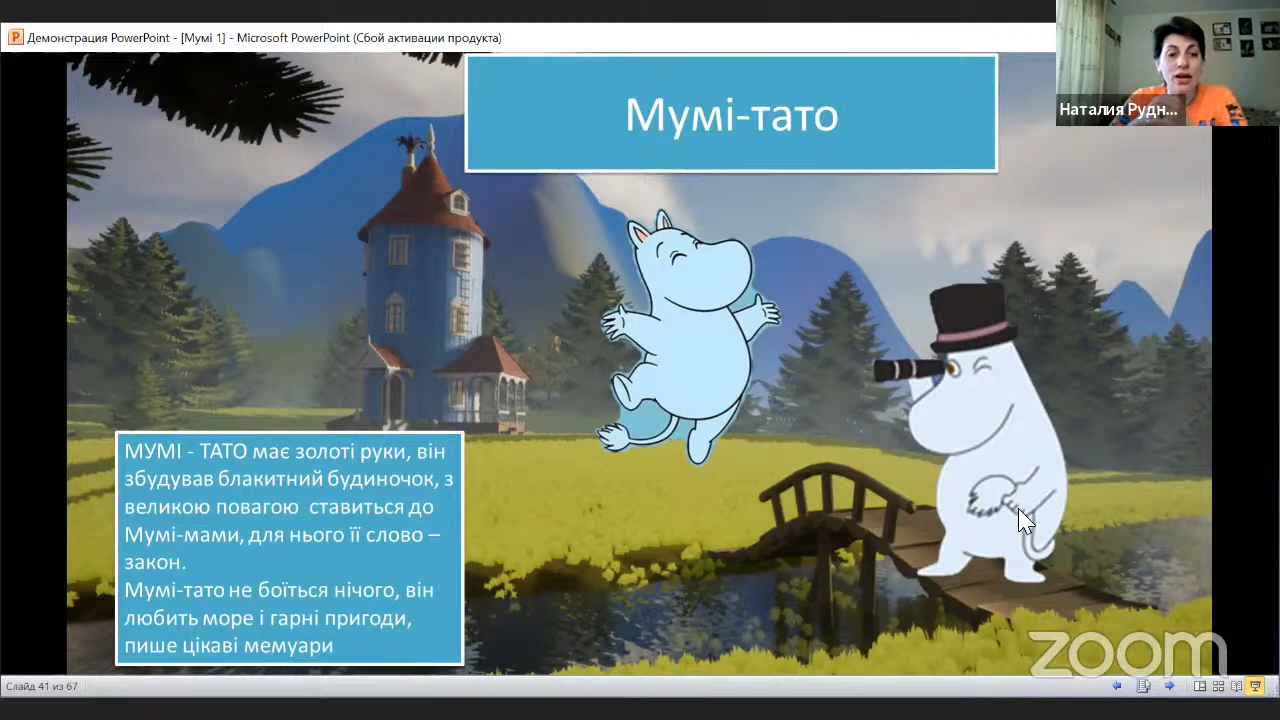 Демонстрация PowerPoint - [Мумі 1] - Microsoft PowerPoint (Сбой активации продукта)
Мумі-тато
Наталия Рудн...
МУМІ - ТАТО має золоті руки, він
збудував блакитний будиночок, з
великою повагою ставиться до
Мумі-мами, для нього її слово –
закон.
Мумі-тато не боїться нічого, він
любить море і гарні пригоди,
пише цікаві мемуари
zoom
Слайд 41 из 67